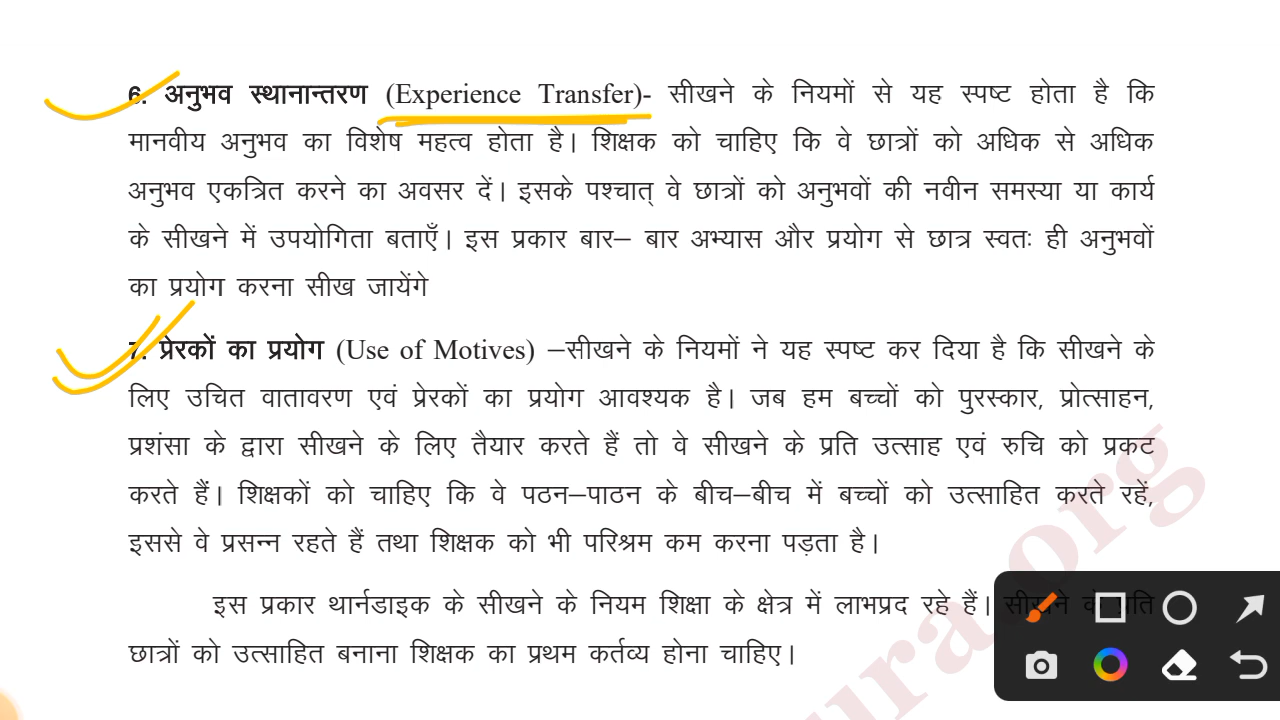 6. अनुभव स्थानान्तरण (Experience Transfer)- सीखने के नियमों से यह स्पष्ट होता है कि
मानवीय अनुभव का विशेष महत्व होता है। शिक्षक को चाहिए कि वे छात्रों को अधिक से अधिक
अनुभव एकत्रित करने का अवसर दें। इसके पश्चात् वे छात्रों को अनुभवों की नवीन समस्या या कार्य
के सीखने में उपयोगिता बताएँ। इस प्रकार बार– बार अभ्यास और प्रयोग से छात्र स्वतः ही अनुभवों
का प्रयोग करना सीख जायेंगे
7. प्रेरकों का प्रयोग (Use of Motives) –सीखने के नियमों ने यह स्पष्ट कर दिया है कि सीखने के
लिए उचित वातावरण एवं प्रेरकों का प्रयोग आवश्यक है। जब हम बच्चों को पुरस्कार, प्रोत्साहन,
प्रशंसा के द्वारा सीखने के लिए तैयार करते हैं तो वे सीखने के प्रति उत्साह एवं रुचि को प्रकट
करते हैं। शिक्षकों को चाहिए कि वे पठन–पाठन के बीच–बीच में बच्चों को उत्साहित करते रहें,
इससे वे प्रसन्न रहते हैं तथा शिक्षक को भी परिश्रम कम करना पड़ता है।
इस प्रकार थार्नडाइक के सीखने के नियम शिक्षा के क्षेत्र में लाभप्रद रहे हैं। सीखने के प्रति
छात्रों को उत्साहित बनाना शिक्षक का प्रथम कर्तव्य होना चाहिए।
ura.org